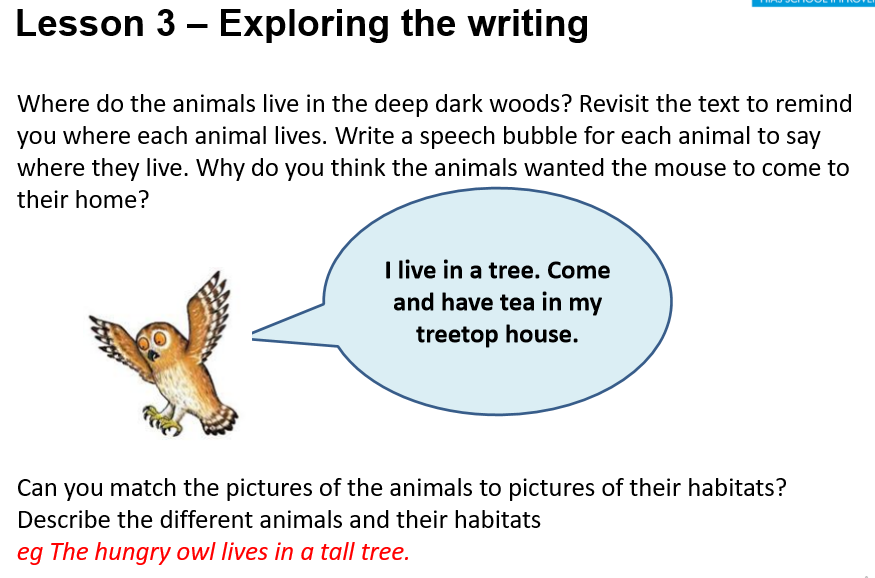 Lesson 3 – Exploring the writing
Where do the animals live in the deep dark woods? Revisit the text to remind
you where each animal lives. Write a speech bubble for each animal to say
where they live. Why do you think the animals wanted the mouse to come to
their home?
I live in a tree. Come
and have tea in my
treetop house.
Can you match the pictures of the animals to pictures of their habitats?
Describe the different animals and their habitats
eg The hungry owl lives in a tall tree.